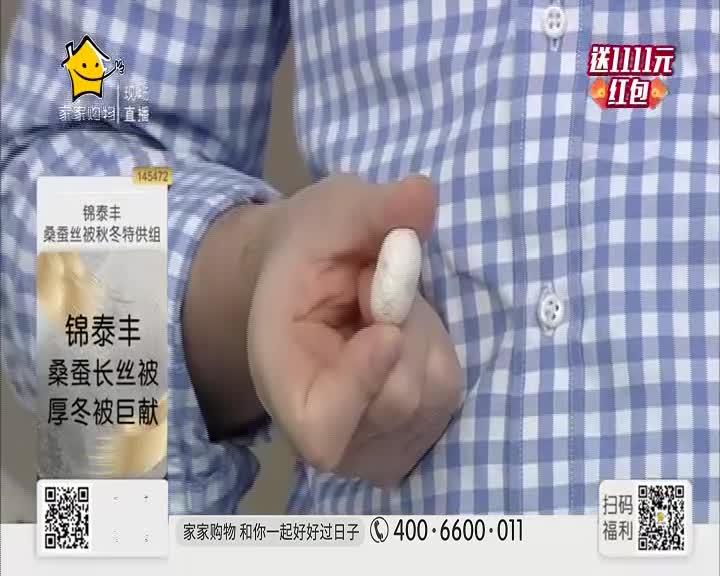 家家购物
现场
直播
送1111元
红包
145472
锦泰丰
桑蚕丝被秋冬特供组
锦泰丰
桑蚕长丝被
厚冬被巨献
家家购物 和你一起好好过日子
400·6600·011
扫码
福利